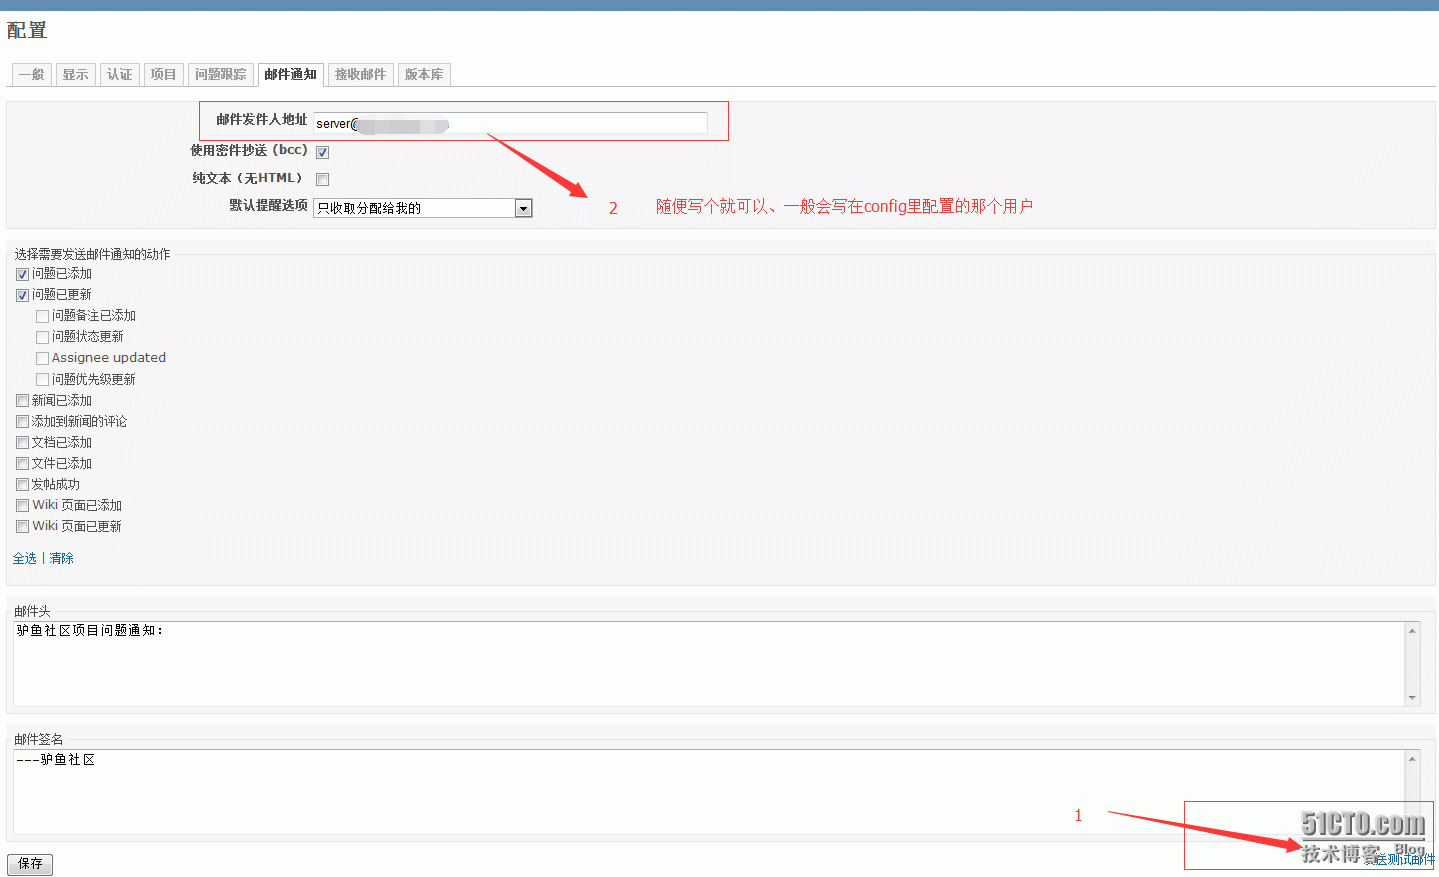 配置
一般 显示 认证 项目 问题跟踪 邮件通知 接收邮件 版本库
邮件发件人地址 server@
使用密件抄送（bcc）
纯文本（无HTML）
默认提醒选项 只收取分配给我的
2 随便写个就可以、一般会写在config里配置的那个用户
选择需要发送邮件通知的动作
问题已添加
问题已更新
问题备注已添加
问题状态更新
Assignee updated
问题优先级更新
新闻已添加
添加到新闻的评论
文档已添加
文件已添加
发帖成功
Wiki 页面已添加
Wiki 页面已更新
全选 | 清除
邮件头
驴鱼社区项目问题通知：
邮件签名
---驴鱼社区
1
51CTO.com
技术博客 Blog
送测试邮件
保存